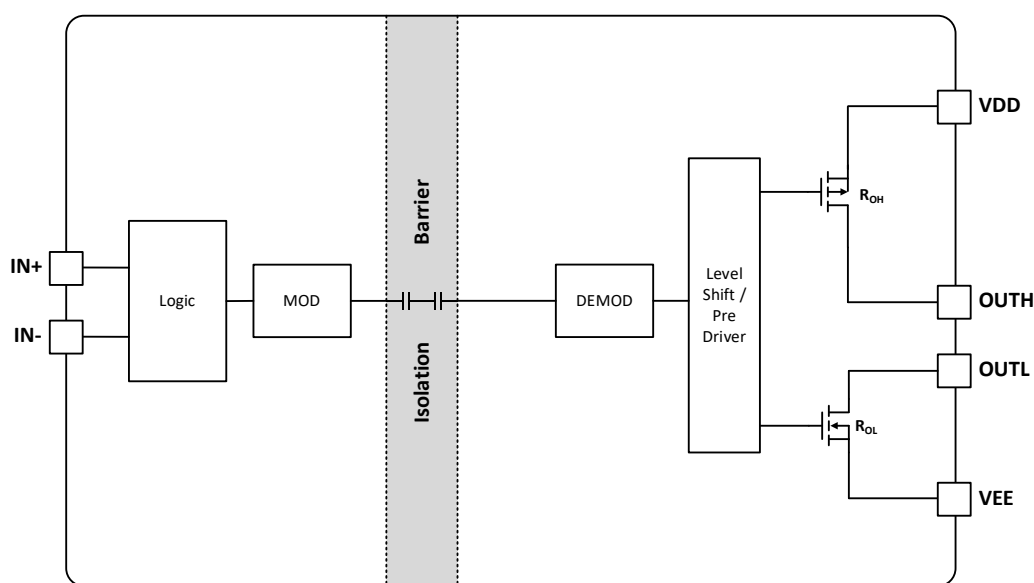 IN+
IN-
Logic
MOD
Isolation Barrier
DEMOD
Level
Shift /
Pre
Driver
ROH
ROL
VDD
OUTH
OUTL
VEE